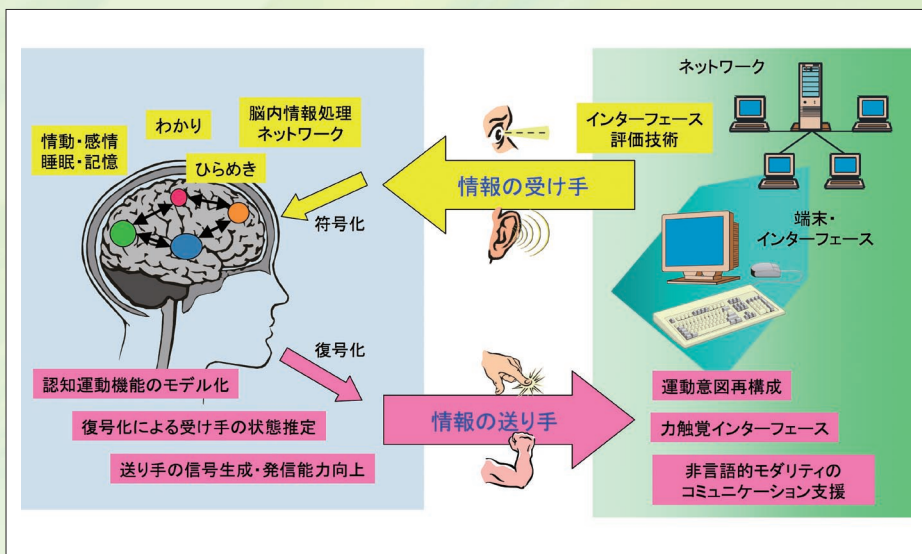 ネットワーク
脳内情報処理
ネットワーク
わかり
情動・感情
睡眠・記憶
ひらめき
インターフェース
評価技術
情報の受け手
符号化
端末・
インターフェース
復号化
認知運動機能のモデル化
復号化による受け手の状態推定
送り手の信号生成・発信能力向上
情報の送り手
運動意図再構成
力触覚インターフェース
非言語的モダリティの
コミュニケーション支援